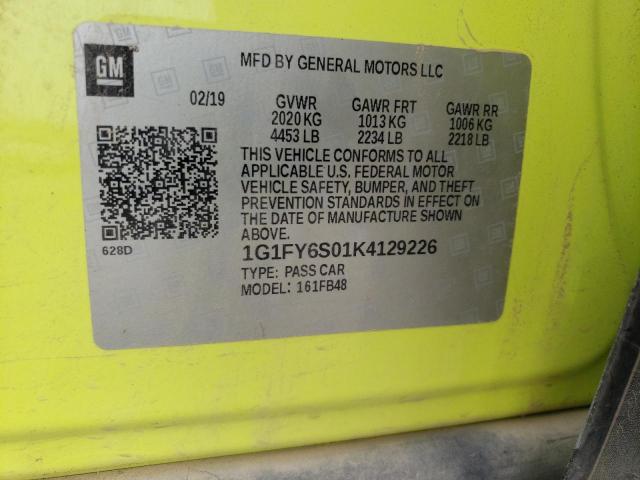 GM
MFD BY GENERAL MOTORS LLC
02/19 GVWR GAWR FRT GAWR RR
2020 KG 1013 KG 1006 KG
4453 LB 2234 LB 2218 LB
THIS VEHICLE CONFORMS TO ALL
APPLICABLE U.S. FEDERAL MOTOR
VEHICLE SAFETY, BUMPER, AND THEFT
PREVENTION STANDARDS IN EFFECT ON
THE DATE OF MANUFACTURE SHOWN
ABOVE.
628D
1G1FY6S01K4129226
TYPE: PASS CAR
MODEL: 161FB48